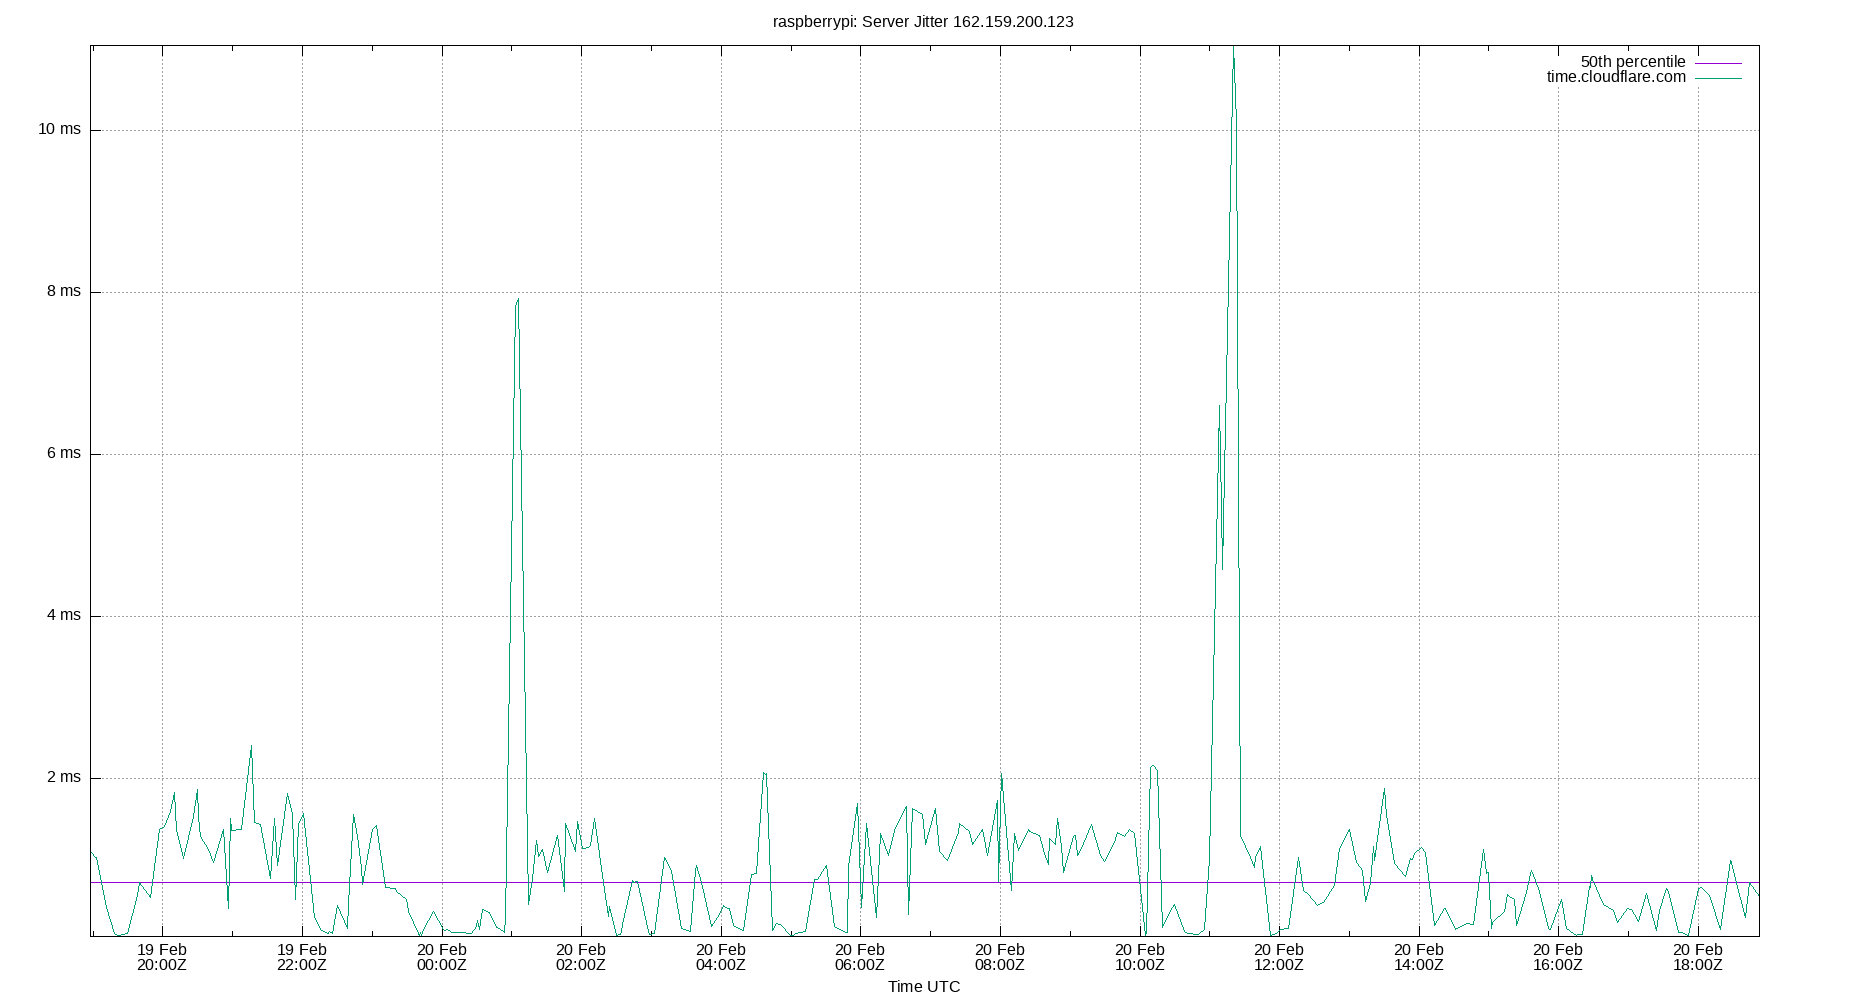 raspberrypi: Server Jitter 162.159.200.123
50th percentile
time.cloudflare.com
10 ms
8 ms
6 ms
4 ms
2 ms
19 Feb 19 Feb 20 Feb 20 Feb 20 Feb 20 Feb 20 Feb 20 Feb 20 Feb 20 Feb 20 Feb 20 Feb
20:00Z 22:00Z 00:00Z 02:00Z 04:00Z 06:00Z 08:00Z 10:00Z 12:00Z 14:00Z 16:00Z 18:00Z
Time UTC